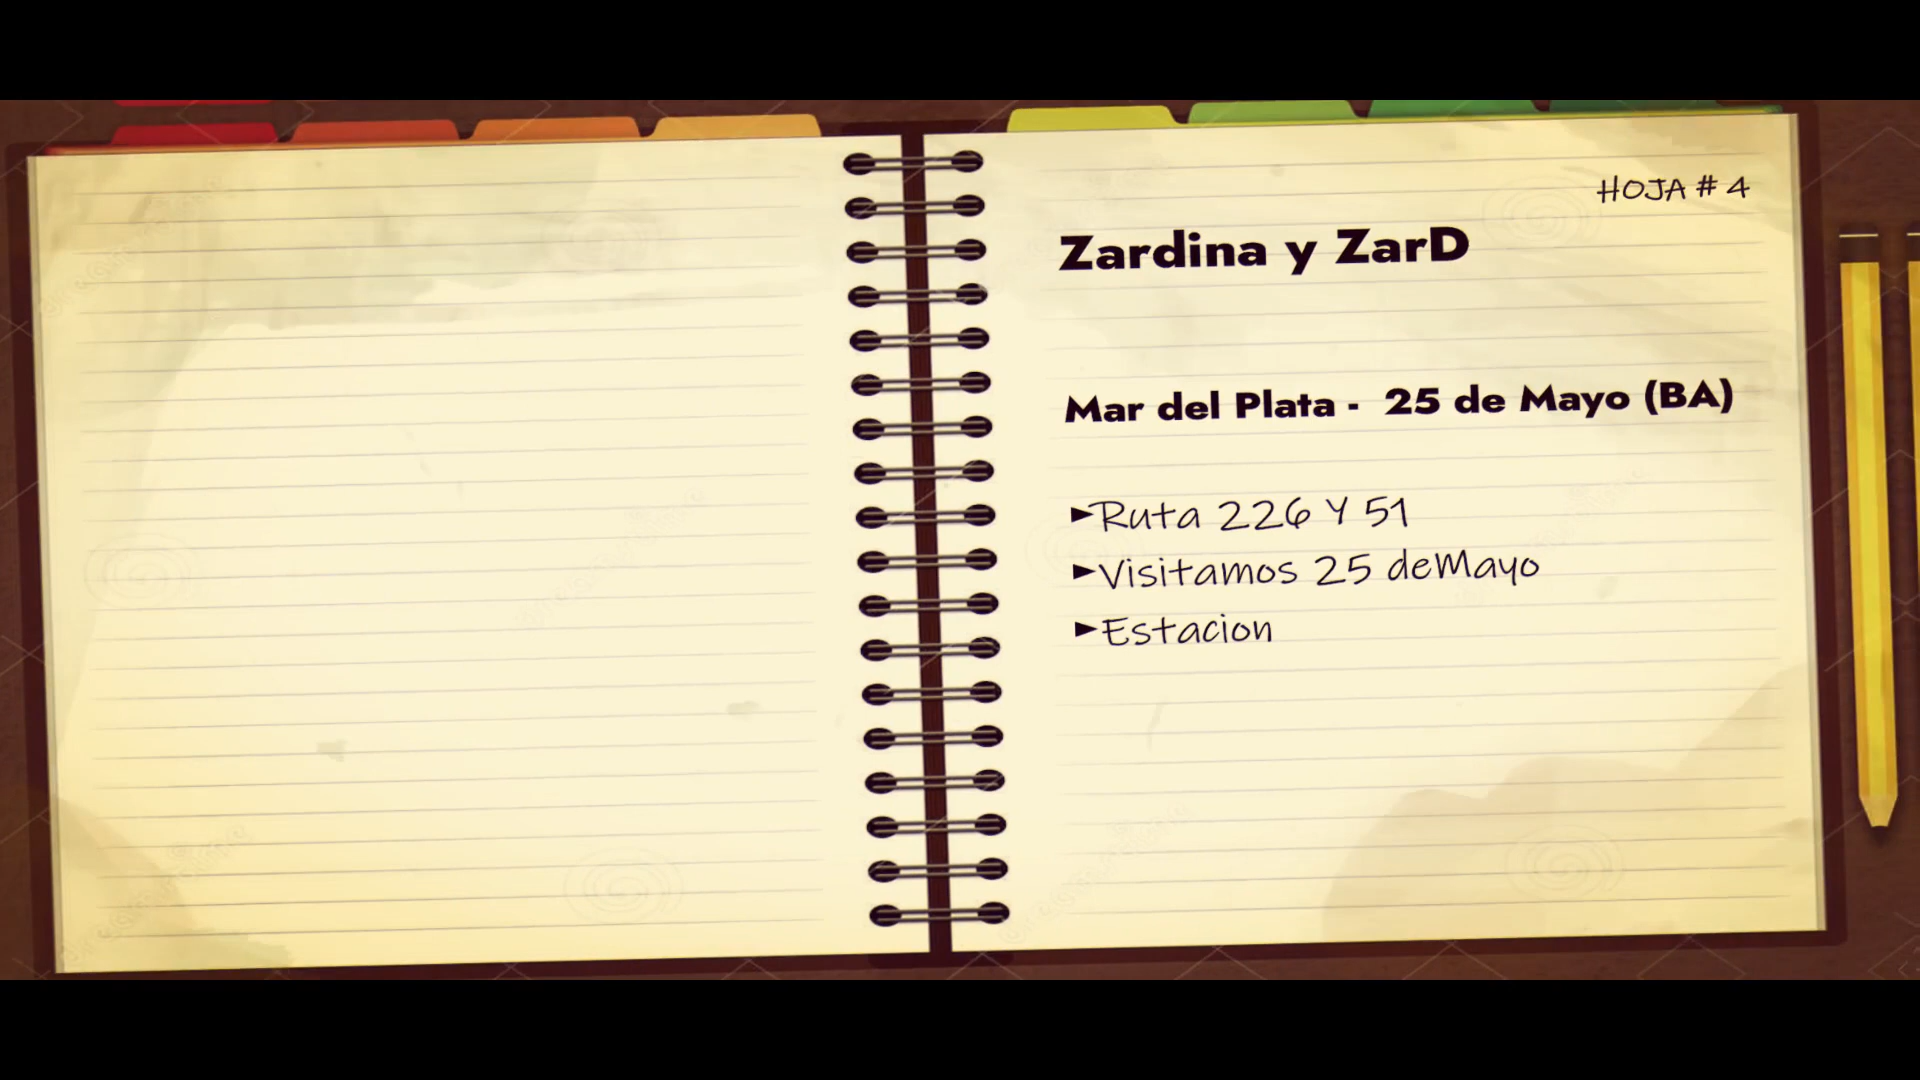 HOJA # 4
Zardina y ZarD
Mar del Plata - 25 de Mayo (BA)
►Ruta 226 Y 51
►Visitamos 25 deMayo
►Estacion